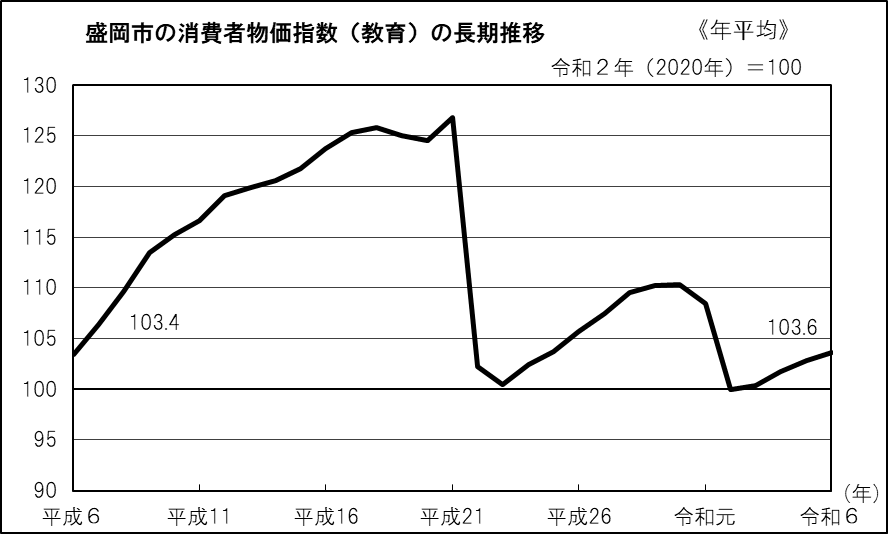 盛岡市の消費者物価指数（教育）の長期推移
《年平均》
令和２年（2020年）＝100
130
125
120
115
110
105
100
95
90
103.4
103.6
平成６
平成11
平成16
平成21
平成26
令和元
令和６
（年）